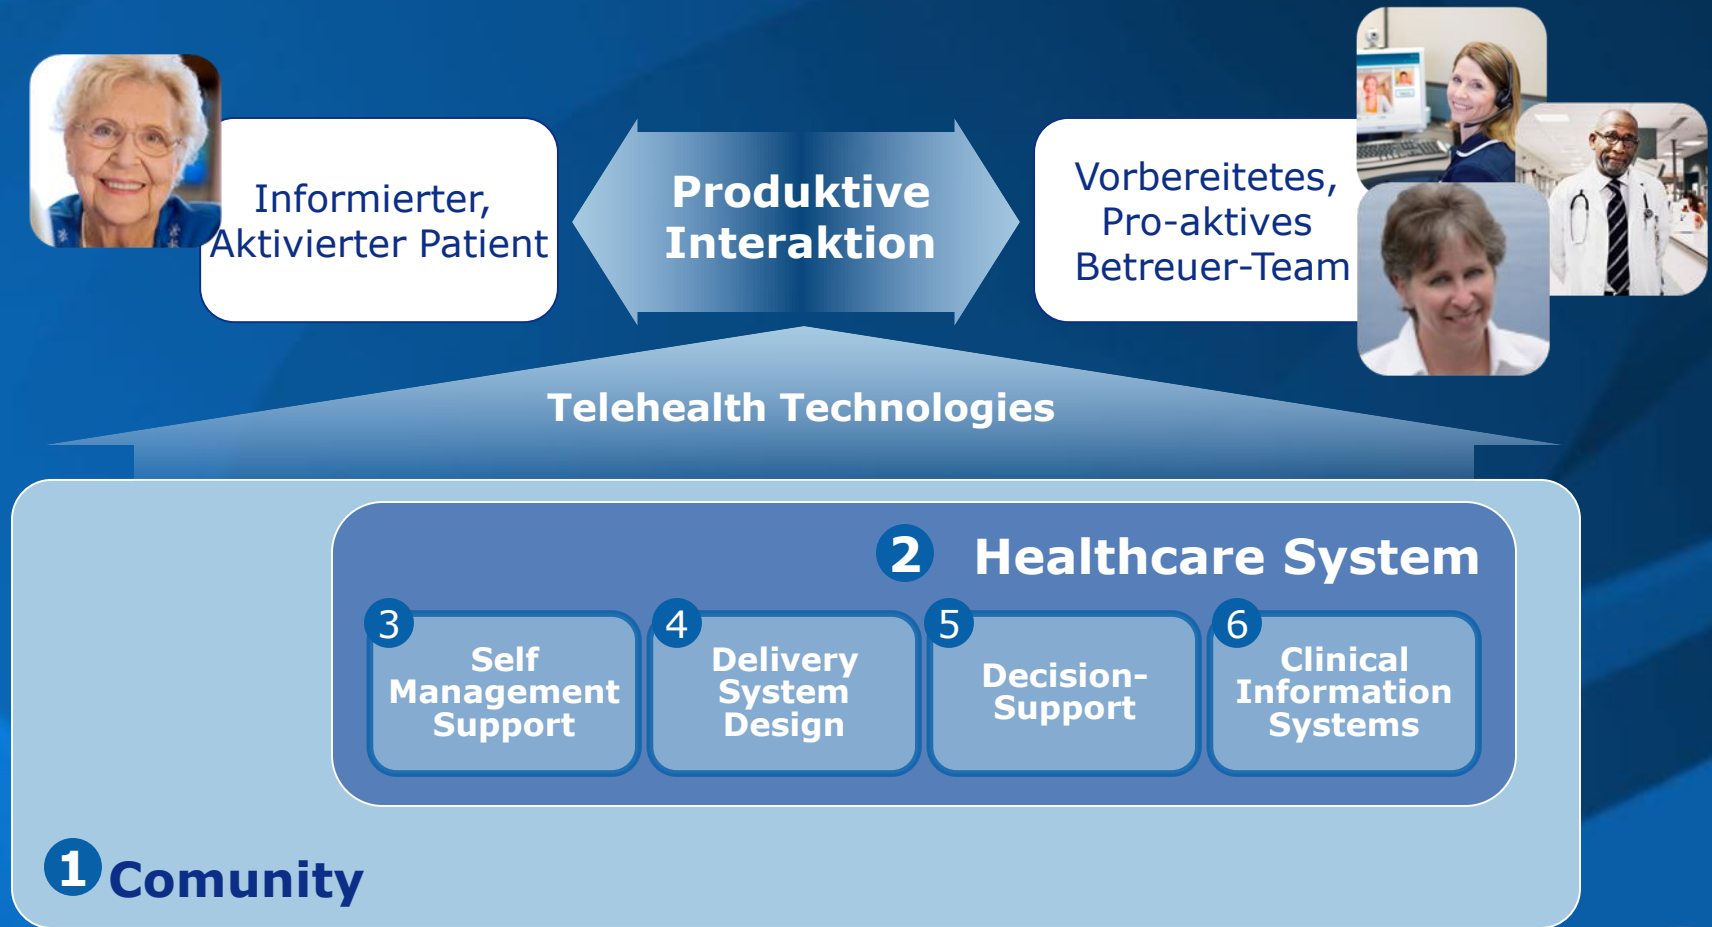 Informierter,
Aktivierter Patient
Produktive
Interaktion
Vorbereitetes,
Pro-aktives
Betreuer-Team
Telehealth Technologies
2 Healthcare System
3
Self
Management
Support
4
Delivery
System
Design
5
Decision-
Support
6
Clinical
Information
Systems
1 Comunity